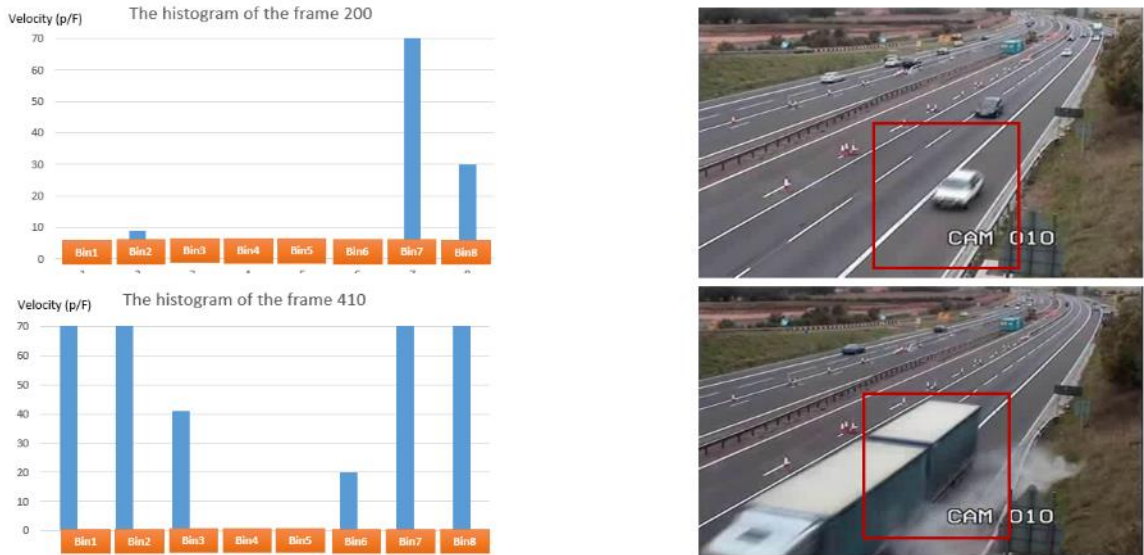 Velocity (p/F)
The histogram of the frame 200
70
60
50
40
30
20
10
0
Bin1 Bin2 Bin3 Bin4 Bin5 Bin6 Bin7 Bin8
CAM 010
Velocity (p/F)
The histogram of the frame 410
70
60
50
40
30
20
10
0
Bin1 Bin2 Bin3 Bin4 Bin5 Bin6 Bin7 Bin8
CAM 010